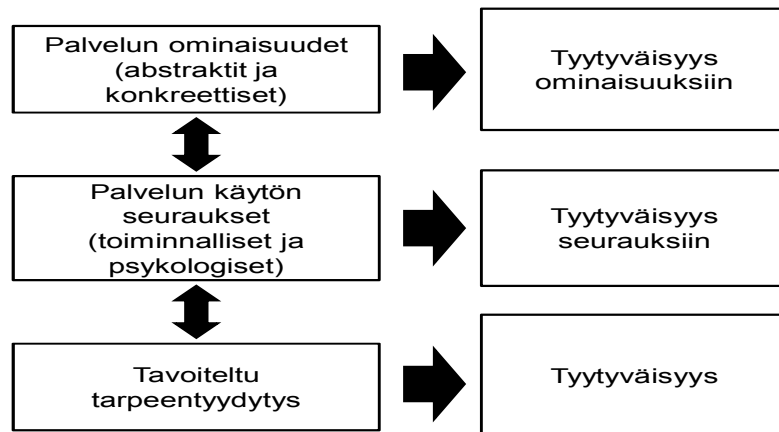 Palvelun ominaisuudet
(abstraktit ja
konkreettiset)
Tyytyväisyys
ominaisuuksiin
Palvelun käytön
seuraukset
(toiminnalliset ja
psykologiset)
Tyytyväisyys
seurauksiin
Tavoiteltu
tarpeentyydytys
Tyytyväisyys